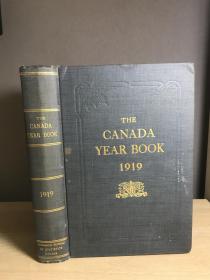 THE
CANADA
YEAR BOOK
1919
THE
CANADA
YEAR BOOK
1919